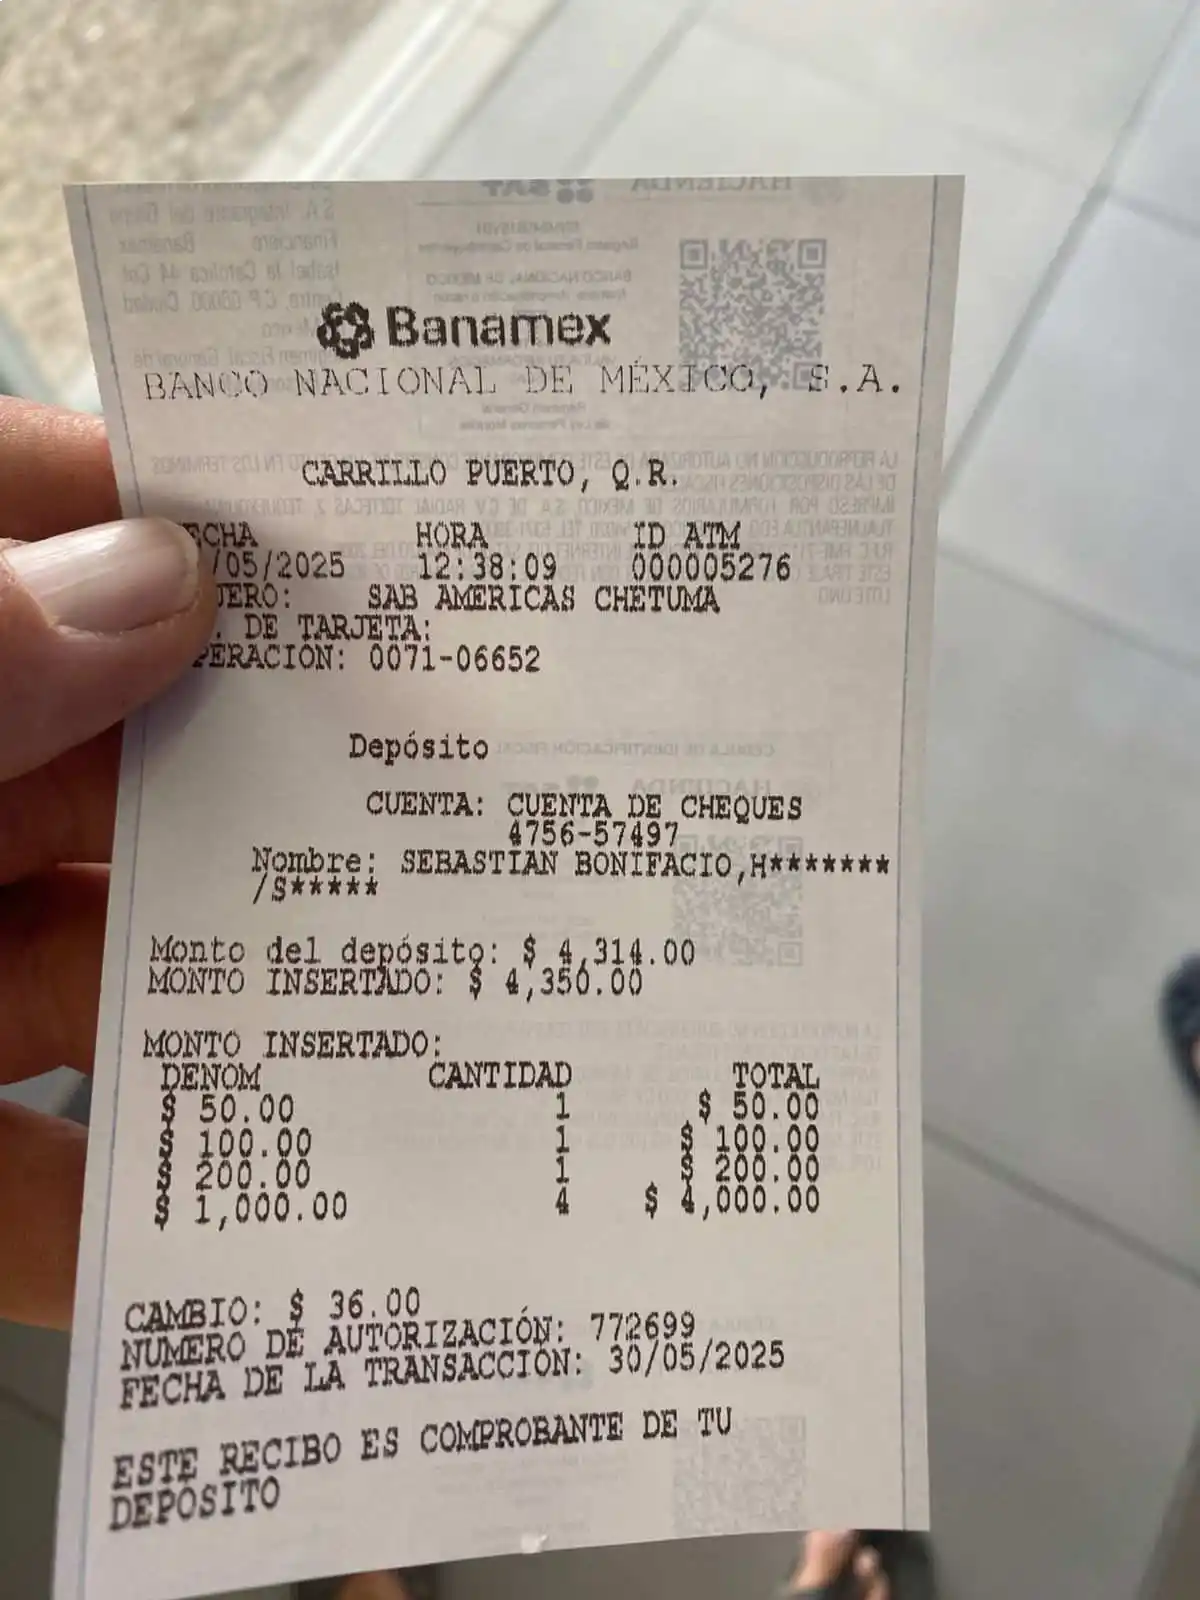 Banamex
BANCO NACIONAL DE MÉXICO, S.A.
CARRILLO PUERTO, Q.R.
ECHA HORA ID ATM
/05/2025 12:38:09 000005276
JERO: SAB AMERICAS CHETUMA
. DE TARJETA:
PERACIÓN: 0071-06652
Depósito
CUENTA: CUENTA DE CHEQUES
4756-57497
Nombre: SEBASTIAN BONIFACIO,H*******
/S*****
Monto del depósito: $ 4,314.00
MONTO INSERTADO: $ 4,350.00
MONTO INSERTADO:
DENOM CANTIDAD TOTAL
$ 50.00 1 $ 50.00
$ 100.00 1 $ 100.00
$ 200.00 1 $ 200.00
$ 1,000.00 4 $ 4,000.00
CAMBIO: $ 36.00
NUMERO DE AUTORIZACIÓN: 772699
FECHA DE LA TRANSACCIÓN: 30/05/2025
ESTE RECIBO ES COMPROBANTE DE TU
DEPÓSITO